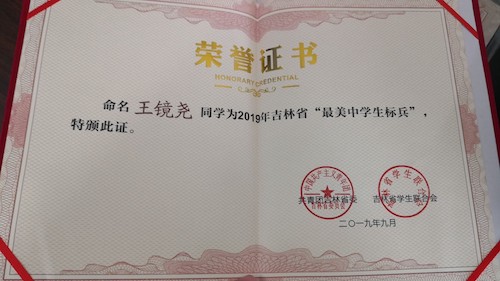 荣誉证书
HONORARY CREDENTIAL
命名 王镜尧 同学为2019年吉林省“最美中学生标兵”，
特颁此证。
共青团吉林省委 吉林省学生联合会
二〇一九年九月